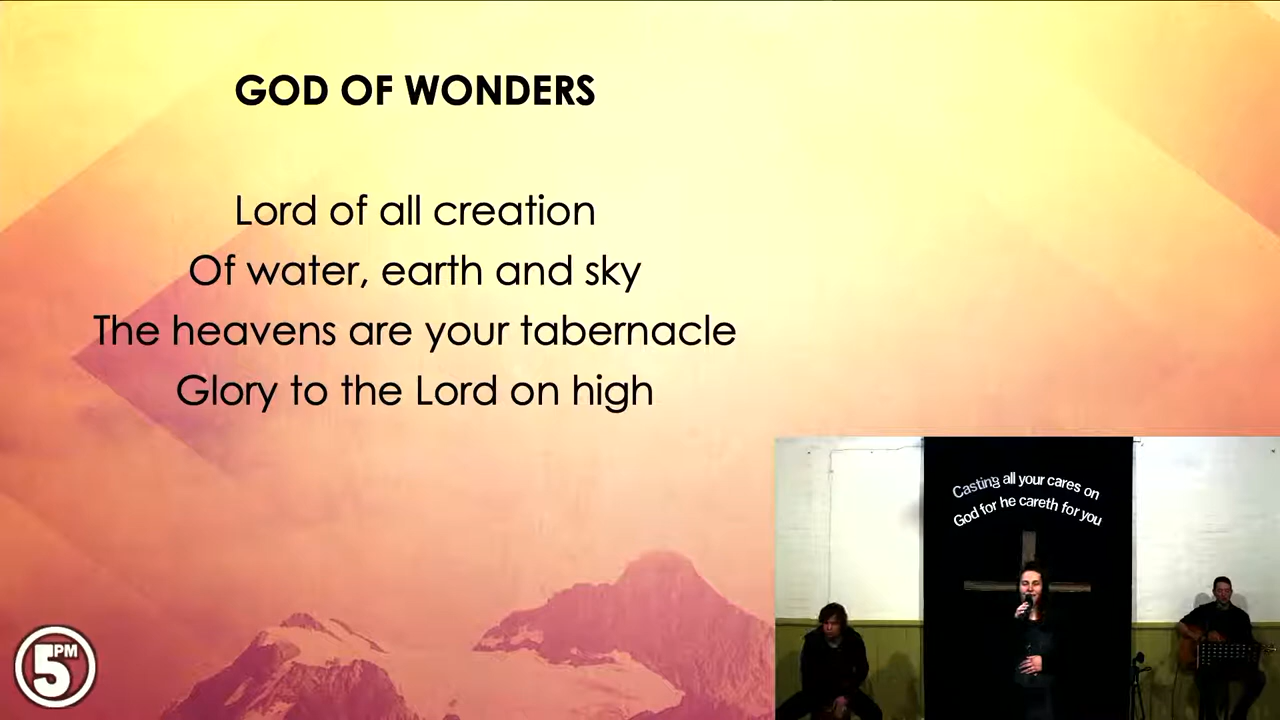 GOD OF WONDERS
Lord of all creation
Of water, earth and sky
The heavens are your tabernacle
Glory to the Lord on high
Casting all your cares on
God for he careth for you
5PM